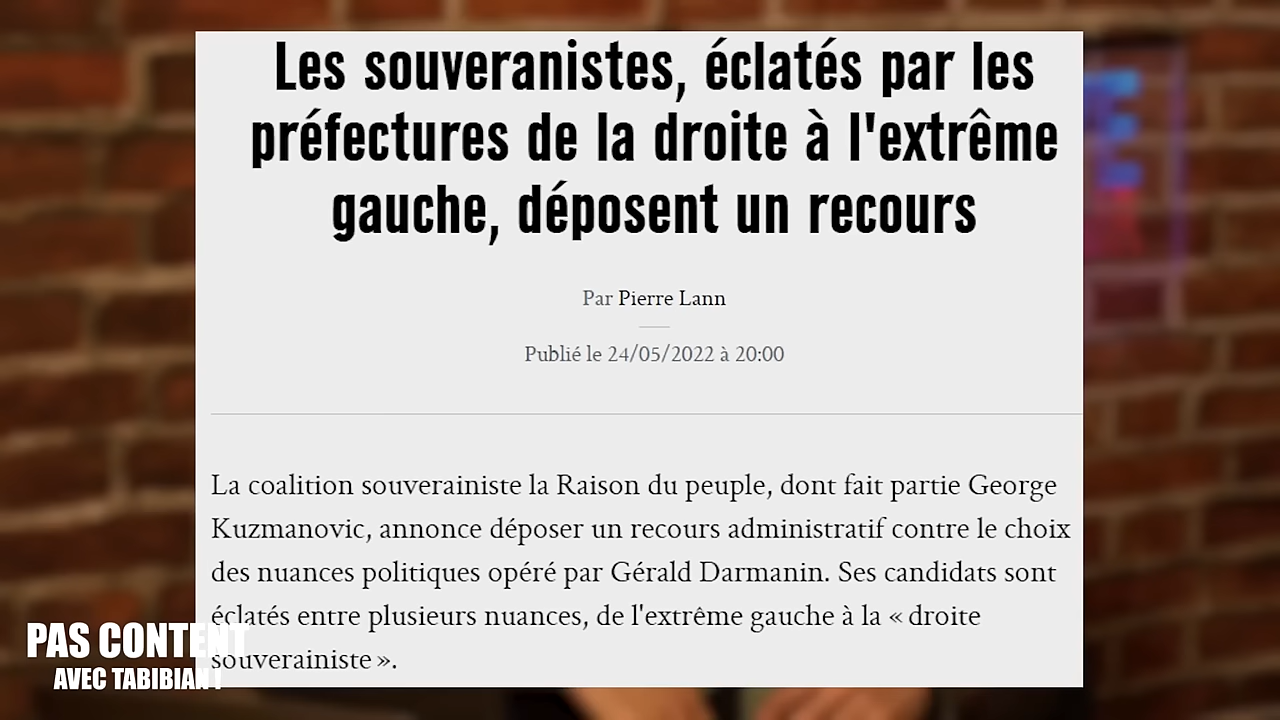 Les souveranistes, éclatés par les
préfectures de la droite à l'extrême
gauche, déposent un recours
Par Pierre Lann
Publié le 24/05/2022 à 20:00
La coalition souverainiste la Raison du peuple, dont fait partie George
Kuzmanovic, annonce déposer un recours administratif contre le choix
des nuances politiques opéré par Gérald Darmanin. Ses candidats sont
éclatés entre plusieurs nuances, de l'extrême gauche à la « droite
souverainiste ».
PAS CONTENT
AVEC TABIBIAN !